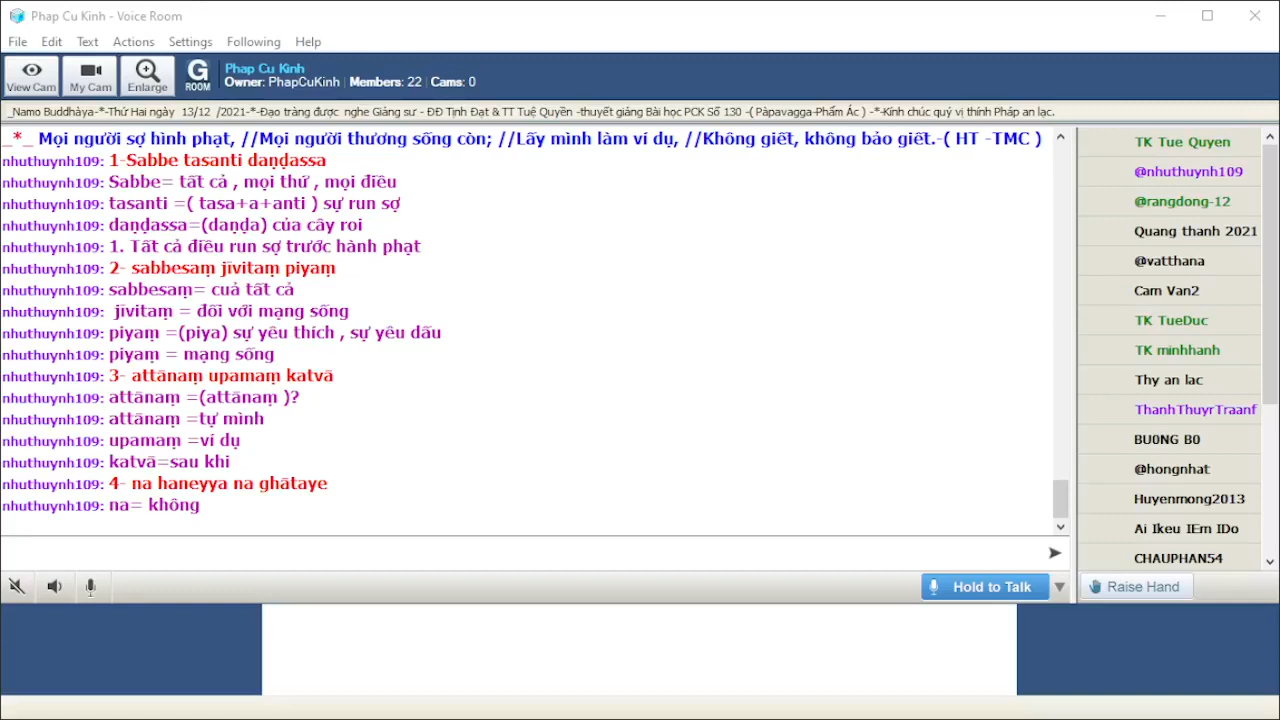 Phap Cu Kinh - Voice Room
File Edit Text Actions Settings Following Help
View Cam My Cam Enlarge G ROOM
Phap Cu Kinh
Owner: PhapCuKinh Members: 22 Cams: 0
_Namo Buddhàya-*-Thứ Hai ngày 13/12 /2021-*-Đạo tràng được nghe Giảng sư - ĐĐ Tịnh Đạt & TT Tuệ Quyền -thuyết giảng Bài học PCK Số 130 -( Pàpavagga-Phẩm Ác ) -*-Kính chúc quý vị thính Pháp an lạc.
_*_ Mọi người sợ hình phạt, //Mọi người thương sống còn; //Lấy mình làm ví dụ, //Không giết, không bảo giết.-( HT -TMC )
nhuthuynh109: 1-Sabbe tasanti daṇḍassa
nhuthuynh109: Sabbe= tất cả , mọi thứ , mọi điều
nhuthuynh109: tasanti =( tasa+a+anti ) sự run sợ
nhuthuynh109: daṇḍassa=(daṇḍa) của cây roi
nhuthuynh109: 1. Tất cả điều run sợ trước hành phạt
nhuthuynh109: 2- sabbesaṃ jīvitaṃ piyaṃ
nhuthuynh109: sabbesaṃ= cuả tất cả
nhuthuynh109: jīvitaṃ = đối với mạng sống
nhuthuynh109: piyaṃ =(piya) sự yêu thích , sự yêu dấu
nhuthuynh109: piyaṃ = mạng sống
nhuthuynh109: 3- attānaṃ upamaṃ katvā
nhuthuynh109: attānaṃ =(attānaṃ )?
nhuthuynh109: attānaṃ =tự mình
nhuthuynh109: upamaṃ =ví dụ
nhuthuynh109: katvā=sau khi
nhuthuynh109: 4- na haneyya na ghātaye
nhuthuynh109: na= không
TK Tue Quyen
@nhuthuynh109
@rangdong-12
Quang thanh 2021
@vatthana
Cam Van2
TK TueDuc
TK minhhanh
Thy an lac
ThanhThuyrTraanf
BU0NG B0
@hongnhat
Huyenmong2013
Ai Ikeu IEm IDo
CHAUPHAN54
Hold to Talk
Raise Hand